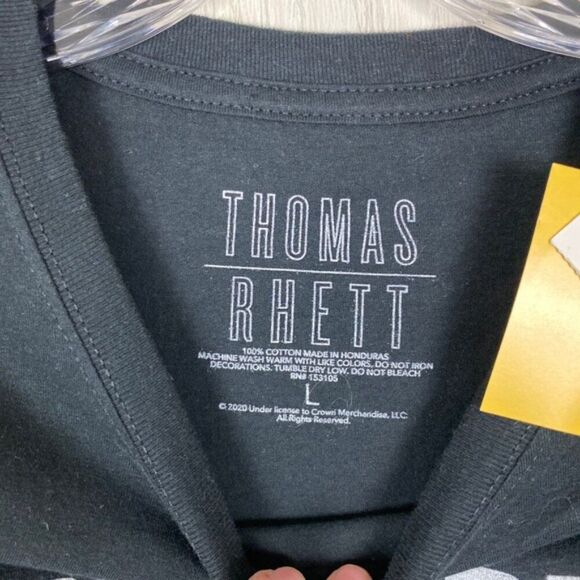 THOMAS
RHETT
100% COTTON MADE IN HONDURAS
MACHINE WASH WARM WITH LIKE COLORS, DO NOT IRON
DECORATIONS. TUMBLE DRY LOW. DO NOT BLEACH
RN# 153105
L
© 2020 Under license to Crown Merchandise, LLC.
All Rights Reserved.